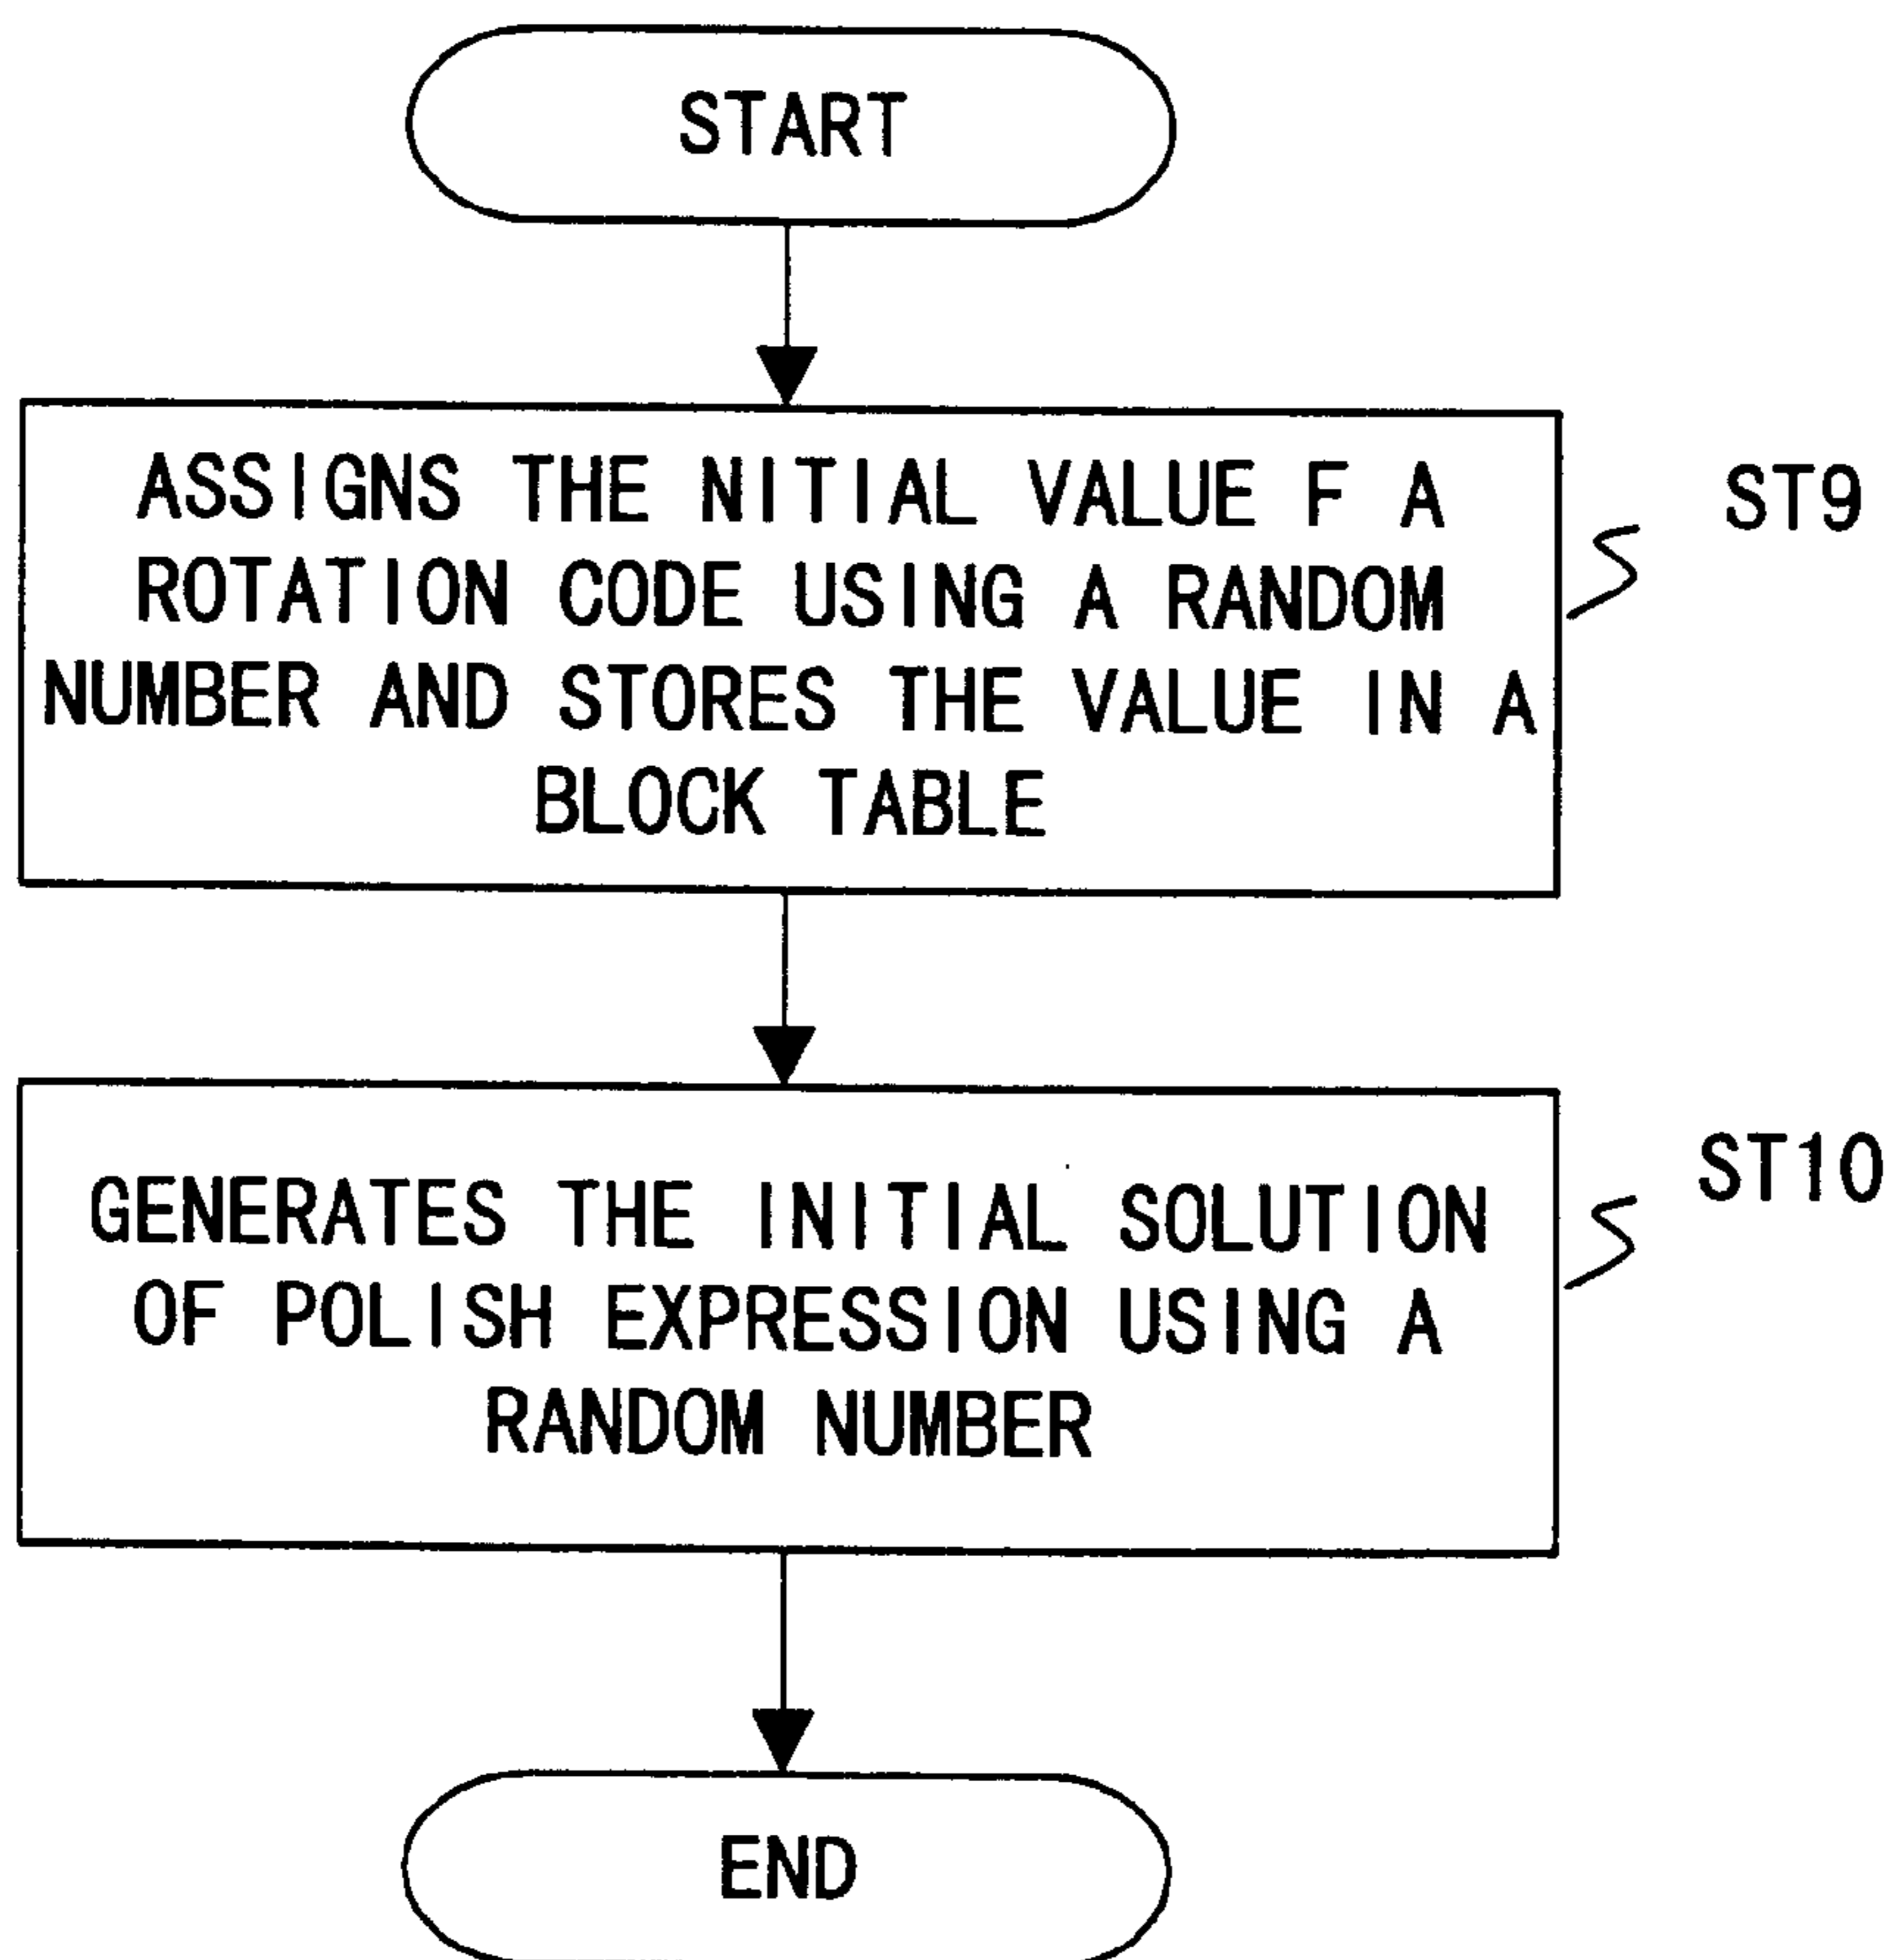 START
ASSIGNS THE NITIAL VALUE F A
ROTATION CODE USING A RANDOM
NUMBER AND STORES THE VALUE IN A
BLOCK TABLE
ST9
GENERATES THE INITIAL SOLUTION
OF POLISH EXPRESSION USING A
RANDOM NUMBER
ST10
END